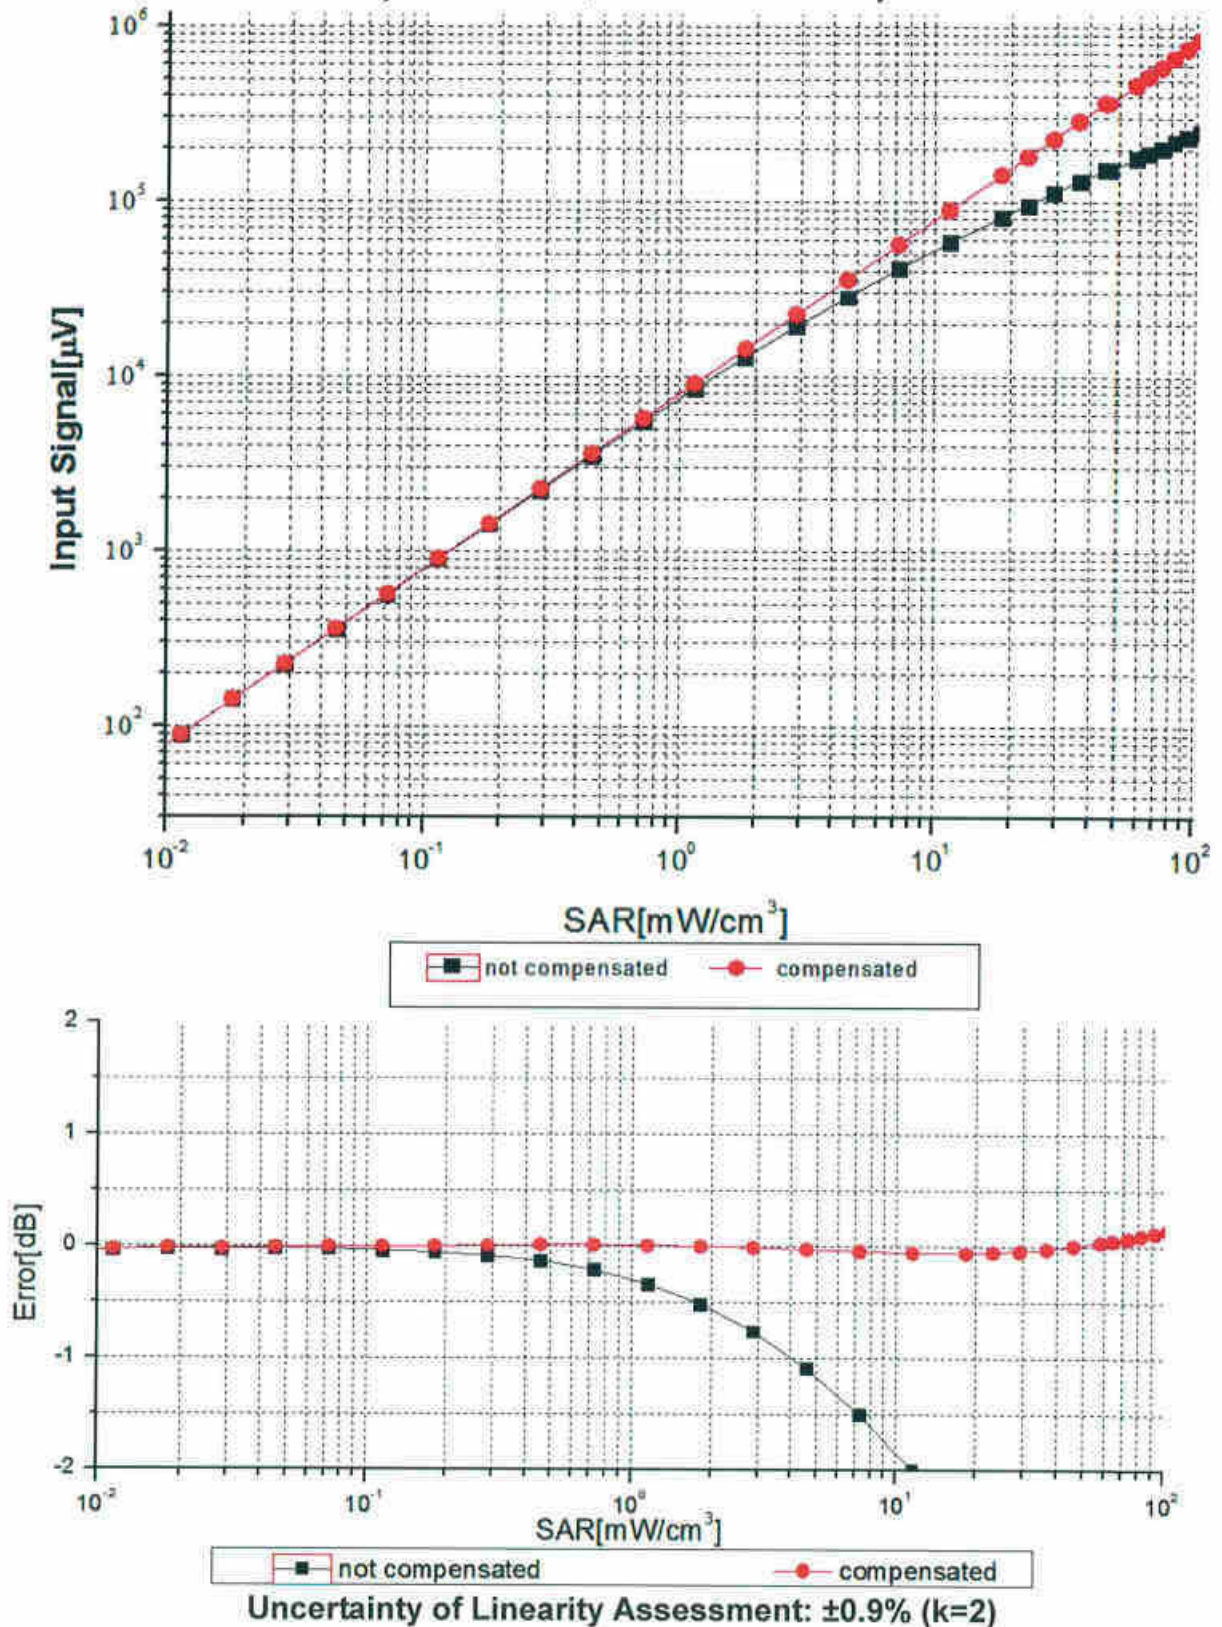 10⁶
10⁵
10⁴
10³
10²
Input Signal[µV]
10⁻² 10⁻¹ 10⁰ 10¹ 10²
SAR[mW/cm³]
not compensated compensated
2
1
0
-1
-2
Error[dB]
10⁻² 10⁻¹ 10⁰ 10¹ 10²
SAR[mW/cm³]
not compensated compensated
Uncertainty of Linearity Assessment: ±0.9% (k=2)